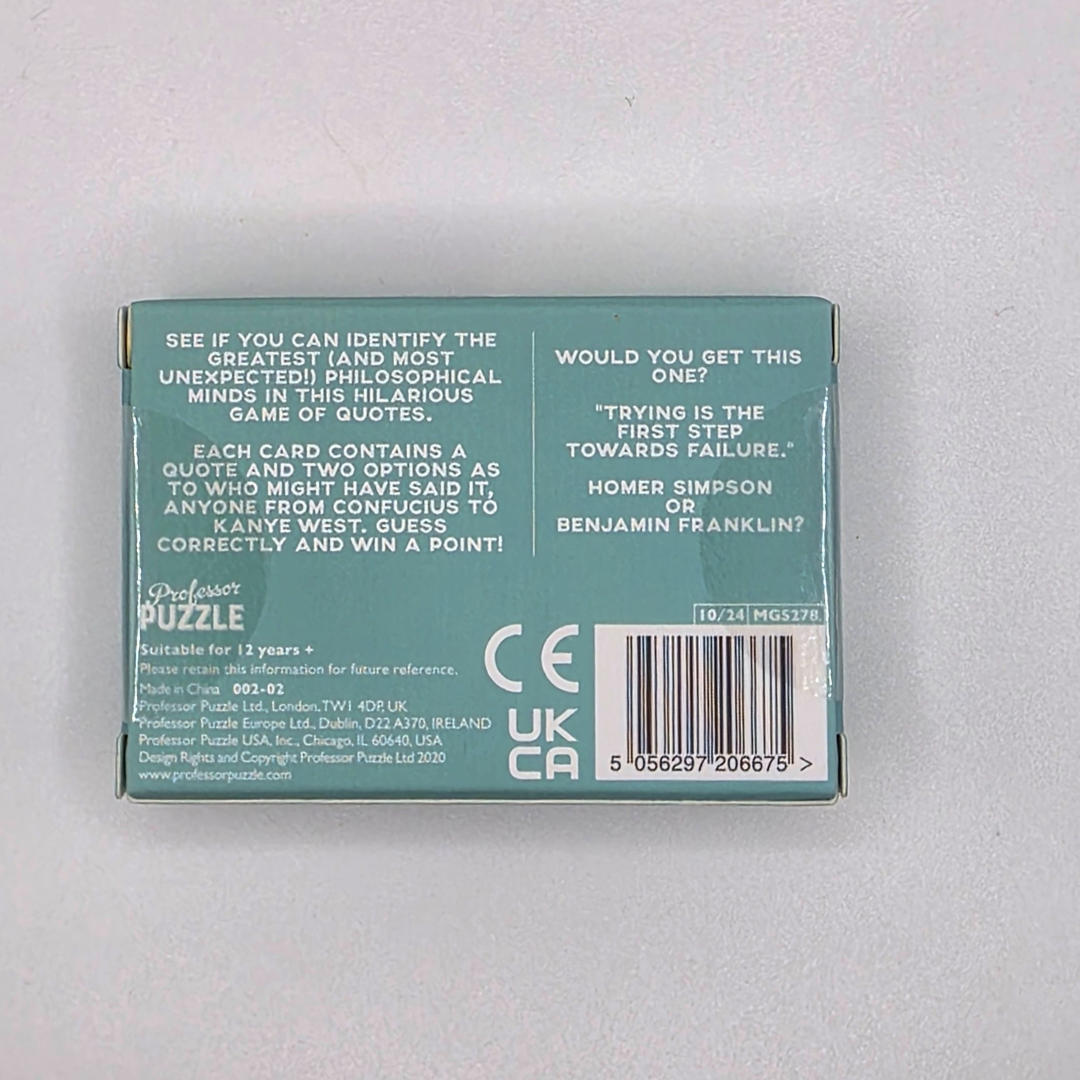 SEE IF YOU CAN IDENTIFY THE
GREATEST (AND MOST
UNEXPECTED!) PHILOSOPHICAL
MINDS IN THIS HILARIOUS
GAME OF QUOTES.
EACH CARD CONTAINS A
QUOTE AND TWO OPTIONS AS
TO WHO MIGHT HAVE SAID IT,
ANYONE FROM CONFUCIUS TO
KANYE WEST. GUESS
CORRECTLY AND WIN A POINT!
WOULD YOU GET THIS
ONE?
"TRYING IS THE
FIRST STEP
TOWARDS FAILURE."
HOMER SIMPSON
OR
BENJAMIN FRANKLIN?
Professor
PUZZLE
Suitable for 12 years +
Please retain this information for future reference.
Made in China 002-02
Professor Puzzle Ltd., London. TW1 4DP, UK
Professor Puzzle Europe Ltd., Dublin, D22 A370, IRELAND
Professor Puzzle USA, Inc., Chicago, IL 60640, USA
Design Rights and Copyright Professor Puzzle Ltd 2020
www.professorpuzzle.com
CE
UK
CA
10/24 MGS278
5 056297 206675 >